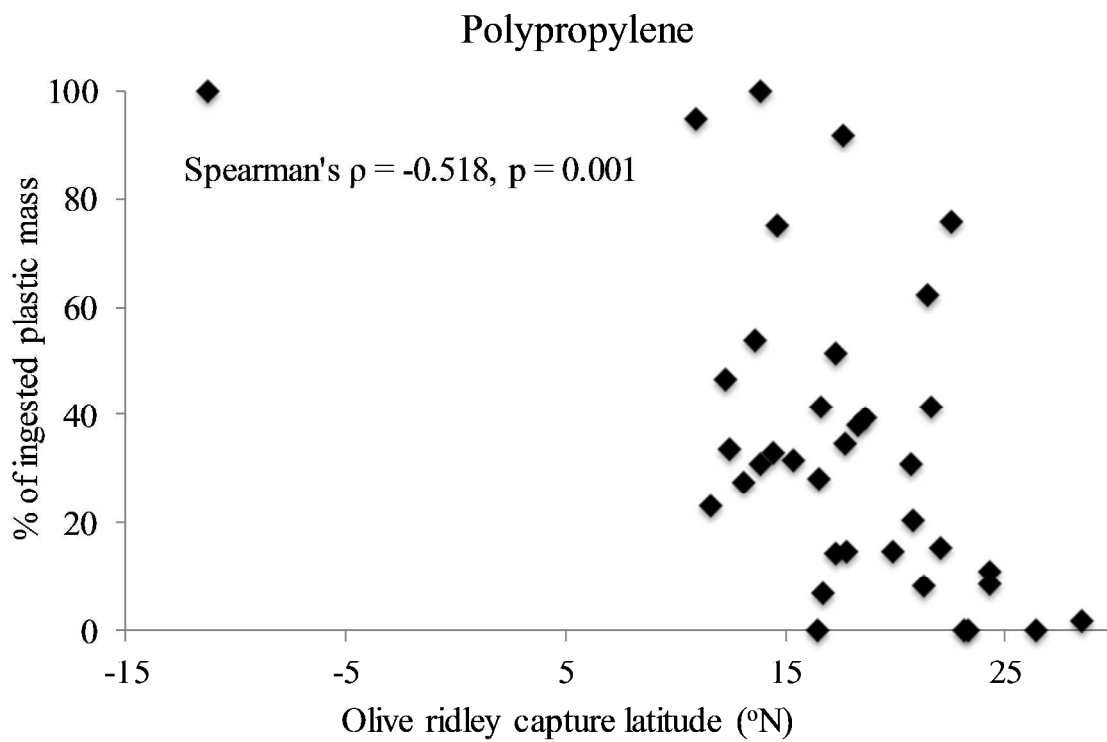 Polypropylene
100
80
60
40
20
0
% of ingested plastic mass
Spearman's ρ = -0.518, p = 0.001
-15 -5 5 15 25
Olive ridley capture latitude (ºN)